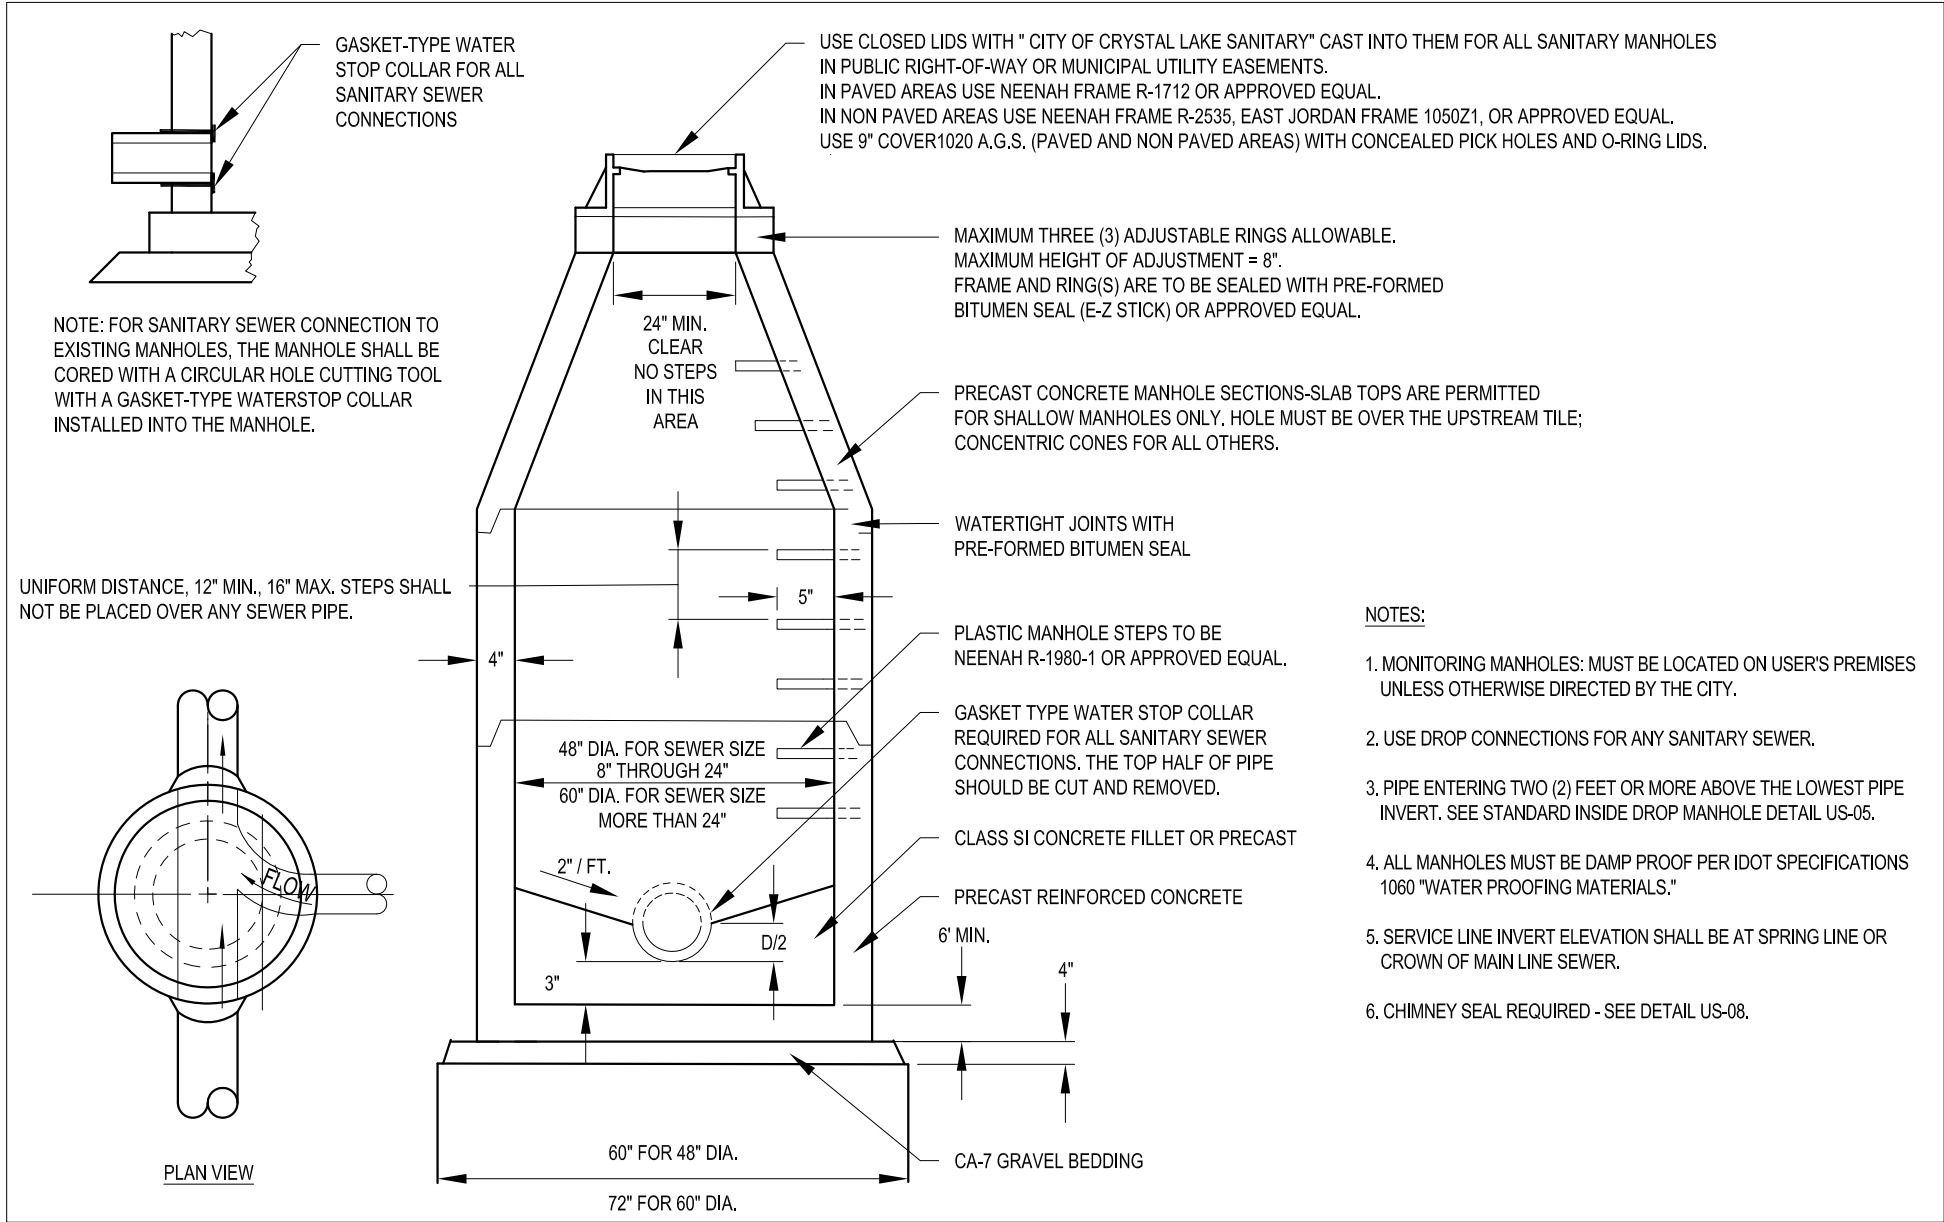 GASKET-TYPE WATER
STOP COLLAR FOR ALL
SANITARY SEWER
CONNECTIONS
USE CLOSED LIDS WITH " CITY OF CRYSTAL LAKE SANITARY" CAST INTO THEM FOR ALL SANITARY MANHOLES
IN PUBLIC RIGHT-OF-WAY OR MUNICIPAL UTILITY EASEMENTS.
IN PAVED AREAS USE NEENAH FRAME R-1712 OR APPROVED EQUAL.
IN NON PAVED AREAS USE NEENAH FRAME R-2535, EAST JORDAN FRAME 1050Z1, OR APPROVED EQUAL.
USE 9" COVER1020 A.G.S. (PAVED AND NON PAVED AREAS) WITH CONCEALED PICK HOLES AND O-RING LIDS.
NOTE: FOR SANITARY SEWER CONNECTION TO
EXISTING MANHOLES, THE MANHOLE SHALL BE
CORED WITH A CIRCULAR HOLE CUTTING TOOL
WITH A GASKET-TYPE WATERSTOP COLLAR
INSTALLED INTO THE MANHOLE.
MAXIMUM THREE (3) ADJUSTABLE RINGS ALLOWABLE.
MAXIMUM HEIGHT OF ADJUSTMENT = 8".
FRAME AND RING(S) ARE TO BE SEALED WITH PRE-FORMED
BITUMEN SEAL (E-Z STICK) OR APPROVED EQUAL.
24" MIN.
CLEAR
NO STEPS
IN THIS
AREA
PRECAST CONCRETE MANHOLE SECTIONS-SLAB TOPS ARE PERMITTED
FOR SHALLOW MANHOLES ONLY. HOLE MUST BE OVER THE UPSTREAM TILE;
CONCENTRIC CONES FOR ALL OTHERS.
WATERTIGHT JOINTS WITH
PRE-FORMED BITUMEN SEAL
UNIFORM DISTANCE, 12" MIN., 16" MAX. STEPS SHALL
NOT BE PLACED OVER ANY SEWER PIPE.
5"
4"
PLASTIC MANHOLE STEPS TO BE
NEENAH R-1980-1 OR APPROVED EQUAL.
GASKET TYPE WATER STOP COLLAR
REQUIRED FOR ALL SANITARY SEWER
CONNECTIONS. THE TOP HALF OF PIPE
SHOULD BE CUT AND REMOVED.
48" DIA. FOR SEWER SIZE
8" THROUGH 24"
60" DIA. FOR SEWER SIZE
MORE THAN 24"
CLASS SI CONCRETE FILLET OR PRECAST
2" / FT.
PRECAST REINFORCED CONCRETE
D/2
6' MIN.
3"
4"
FLOW
PLAN VIEW
60" FOR 48" DIA.
72" FOR 60" DIA.
CA-7 GRAVEL BEDDING
NOTES:
1. MONITORING MANHOLES: MUST BE LOCATED ON USER'S PREMISES
UNLESS OTHERWISE DIRECTED BY THE CITY.
2. USE DROP CONNECTIONS FOR ANY SANITARY SEWER.
3. PIPE ENTERING TWO (2) FEET OR MORE ABOVE THE LOWEST PIPE
INVERT. SEE STANDARD INSIDE DROP MANHOLE DETAIL US-05.
4. ALL MANHOLES MUST BE DAMP PROOF PER IDOT SPECIFICATIONS
1060 "WATER PROOFING MATERIALS."
5. SERVICE LINE INVERT ELEVATION SHALL BE AT SPRING LINE OR
CROWN OF MAIN LINE SEWER.
6. CHIMNEY SEAL REQUIRED - SEE DETAIL US-08.